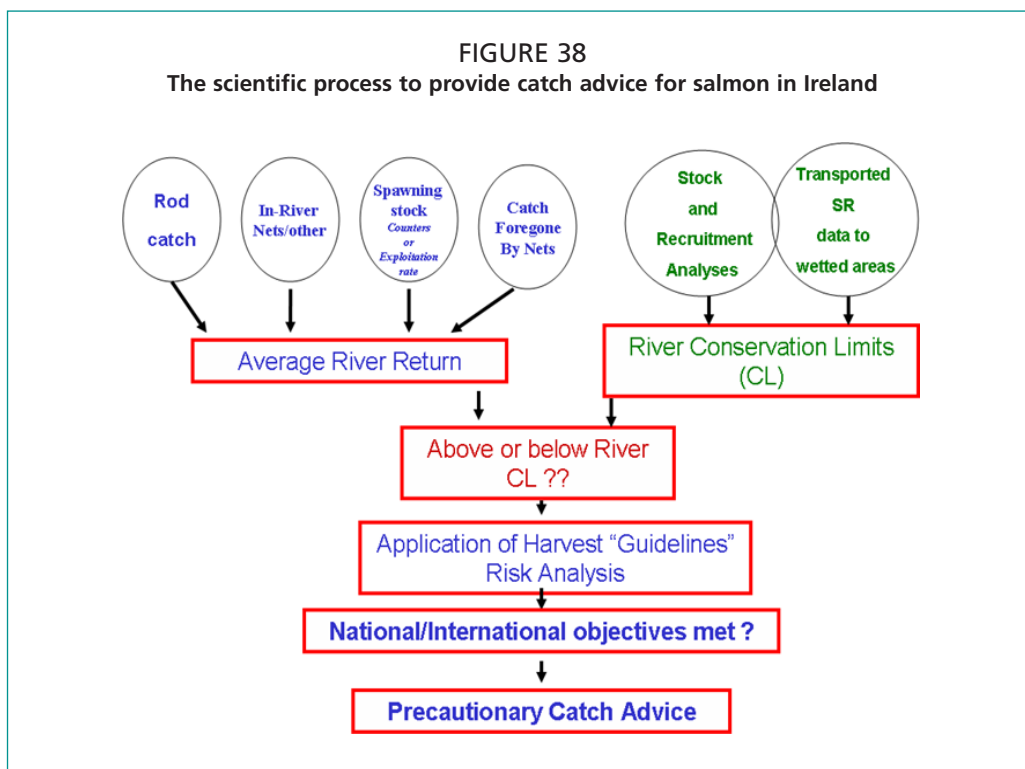 FIGURE 38
The scientific process to provide catch advice for salmon in Ireland
Rod
catch
In-River
Nets/other
Spawning
stock
Counters
or
Exploitation
rate
Catch
Foregone
By Nets
Stock
and
Recruitment
Analyses
Transported
SR
data to
wetted areas
Average River Return
River Conservation Limits
(CL)
Above or below River
CL ??
Application of Harvest “Guidelines”
Risk Analysis
National/International objectives met ?
Precautionary Catch Advice